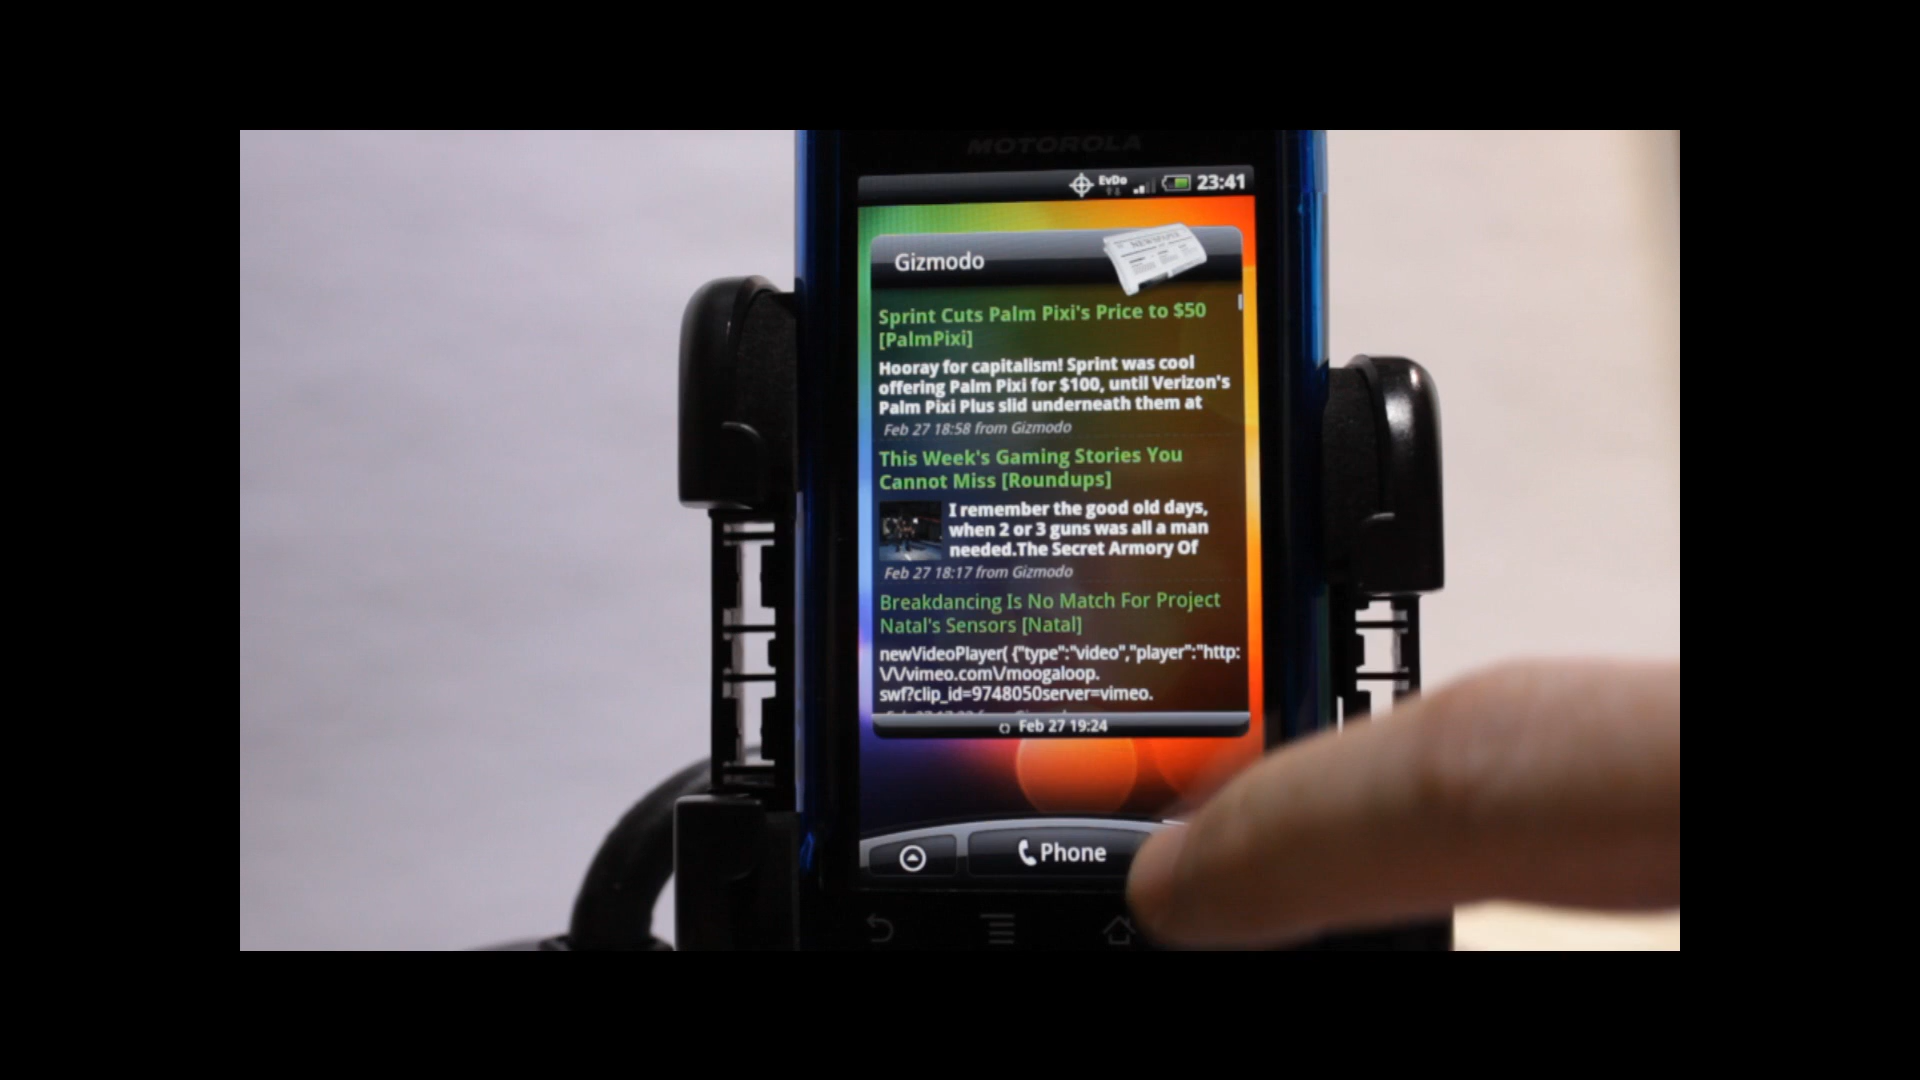 MOTOROLA
EvDo 23:41
NEWSPAPER
Gizmodo
Sprint Cuts Palm Pixi's Price to $50
[PalmPixi]
Hooray for capitalism! Sprint was cool
offering Palm Pixi for $100, until Verizon's
Palm Pixi Plus slid underneath them at
Feb 27 18:58 from Gizmodo
This Week's Gaming Stories You
Cannot Miss [Roundups]
I remember the good old days,
when 2 or 3 guns was all a man
needed.The Secret Armory Of
Feb 27 18:17 from Gizmodo
Breakdancing Is No Match For Project
Natal's Sensors [Natal]
newVideoPlayer( {"type":"video","player":"http:
\/\/vimeo.com\/moogaloop.
swf?clip_id=9748050server=vimeo.
Feb 27 19:24
Phone